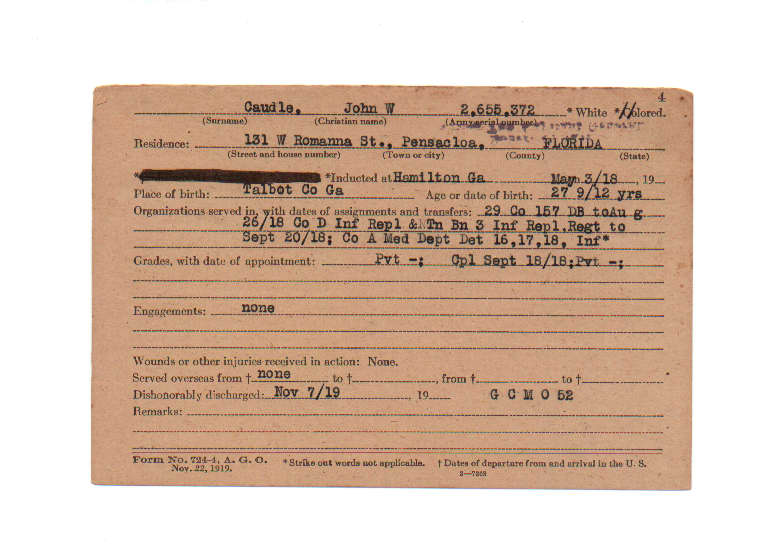 4
Caudle, John W 2,655,372 * White * Colored.
(Surname) (Christian name) (Army serial number)
Residence: 131 W Romanna St., Pensacloa, FLORIDA
(Street and house number) (Town or city) (County) (State)
* *Inducted at Hamilton Ga May 3/18, 19
Place of birth: Talbot Co Ga Age or date of birth: 27 9/12 yrs
Organizations served in, with dates of assignments and transfers: 29 Co 157 DB toAu g
26/18 Co D Inf Repl & Tn Bn 3 Inf Repl.Regt to
Sept 20/18; Co A Med Dept Det 16,17,18, Inf*
Grades, with date of appointment: Pvt -; Cpl Sept 18/18;Pvt -;
Engagements: none
Wounds or other injuries received in action: None.
Served overseas from † none to †, from † to †
Dishonorably discharged: Nov 7/19, 19 G C M O 52
Remarks:
Form No. 724-4, A. G. O. *Strike out words not applicable. † Dates of departure from and arrival in the U. S.
Nov. 22, 1919. 3—7268